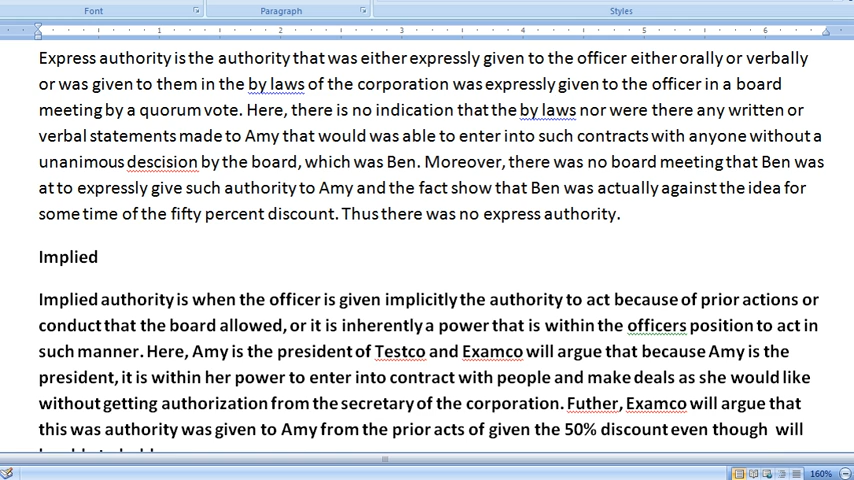 Font
Paragraph
Styles
1 2 3 4 5 6
Express authority is the authority that was either expressly given to the officer either orally or verbally
or was given to them in the by laws of the corporation was expressly given to the officer in a board
meeting by a quorum vote. Here, there is no indication that the by laws nor were there any written or
verbal statements made to Amy that would was able to enter into such contracts with anyone without a
unanimous descision by the board, which was Ben. Moreover, there was no board meeting that Ben was
at to expressly give such authority to Amy and the fact show that Ben was actually against the idea for
some time of the fifty percent discount. Thus there was no express authority.
Implied
Implied authority is when the officer is given implicitly the authority to act because of prior actions or
conduct that the board allowed, or it is inherently a power that is within the officers position to act in
such manner. Here, Amy is the president of Testco and Examco will argue that because Amy is the
president, it is within her power to enter into contract with people and make deals as she would like
without getting authorization from the secretary of the corporation. Futher, Examco will argue that
this was authority was given to Amy from the prior acts of given the 50% discount even though will
160%